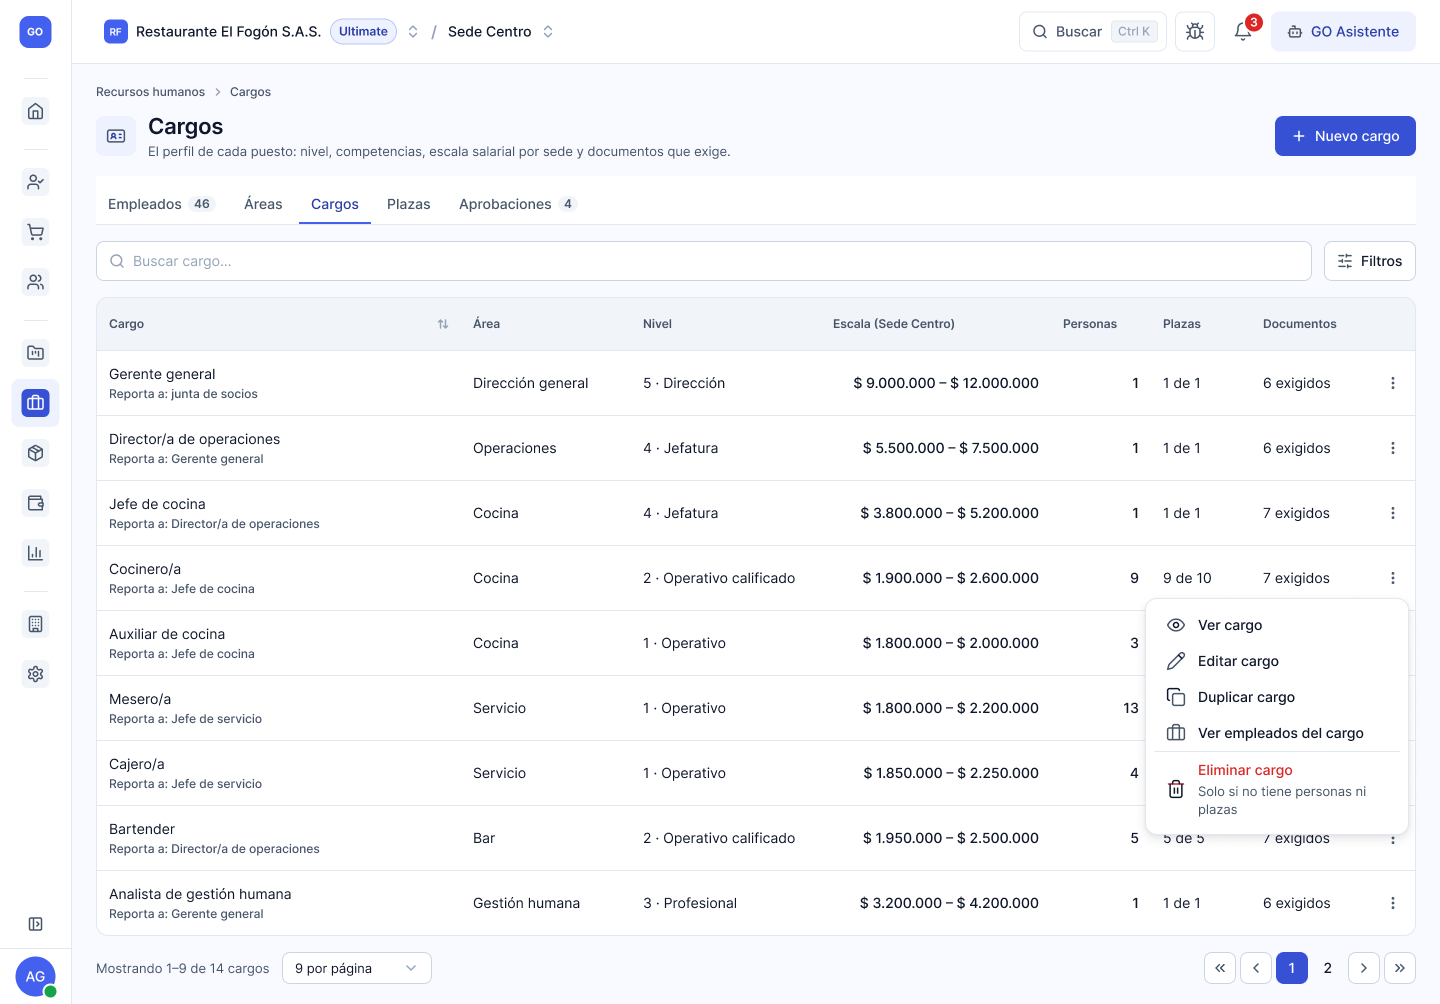 GO
RF Restaurante El Fogón S.A.S. Ultimate / Sede Centro
Buscar Ctrl K
3
GO Asistente
Recursos humanos > Cargos
Cargos
El perfil de cada puesto: nivel, competencias, escala salarial por sede y documentos que exige.
+ Nuevo cargo
Empleados 46 Áreas Cargos Plazas Aprobaciones 4
Buscar cargo...
Filtros
Cargo Área Nivel Escala (Sede Centro) Personas Plazas Documentos
Gerente general
Reporta a: junta de socios
Dirección general 5 · Dirección $ 9.000.000 – $ 12.000.000 1 1 de 1 6 exigidos
Director/a de operaciones
Reporta a: Gerente general
Operaciones 4 · Jefatura $ 5.500.000 – $ 7.500.000 1 1 de 1 6 exigidos
Jefe de cocina
Reporta a: Director/a de operaciones
Cocina 4 · Jefatura $ 3.800.000 – $ 5.200.000 1 1 de 1 7 exigidos
Cocinero/a
Reporta a: Jefe de cocina
Cocina 2 · Operativo calificado $ 1.900.000 – $ 2.600.000 9 9 de 10 7 exigidos
Auxiliar de cocina
Reporta a: Jefe de cocina
Cocina 1 · Operativo $ 1.800.000 – $ 2.000.000 3
Mesero/a
Reporta a: Jefe de servicio
Servicio 1 · Operativo $ 1.800.000 – $ 2.200.000 13
Cajero/a
Reporta a: Jefe de servicio
Servicio 1 · Operativo $ 1.850.000 – $ 2.250.000 4
Bartender
Reporta a: Director/a de operaciones
Bar 2 · Operativo calificado $ 1.950.000 – $ 2.500.000 5 5 de 5 7 exigidos
Analista de gestión humana
Reporta a: Gerente general
Gestión humana 3 · Profesional $ 3.200.000 – $ 4.200.000 1 1 de 1 6 exigidos
Ver cargo
Editar cargo
Duplicar cargo
Ver empleados del cargo
Eliminar cargo
Solo si no tiene personas ni
plazas
Mostrando 1–9 de 14 cargos
9 por página
1 2
AG